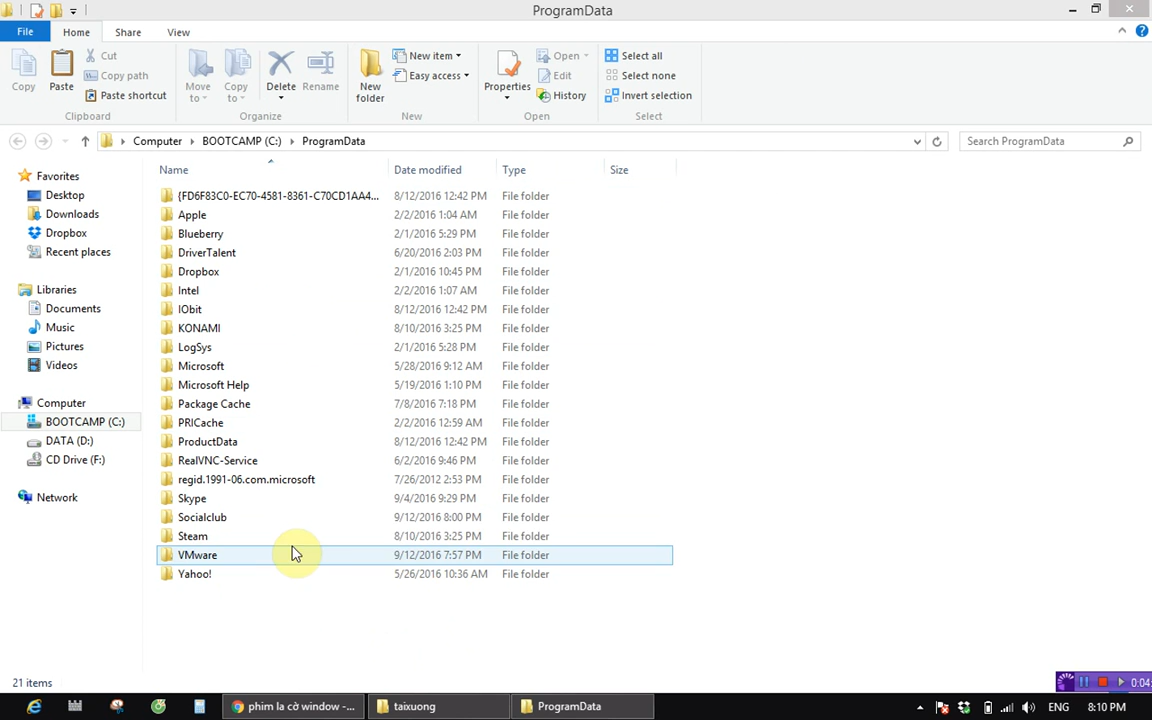 ProgramData
File Home Share View
Copy
Paste
Cut
Copy path
Paste shortcut
Clipboard
Move to
Copy to
Delete
Rename
Organize
New folder
New item
Easy access
New
Properties
Open
Edit
History
Open
Select all
Select none
Invert selection
Select
Computer BOOTCAMP (C:) ProgramData
Search ProgramData
Favorites
Desktop
Downloads
Dropbox
Recent places
Libraries
Documents
Music
Pictures
Videos
Computer
BOOTCAMP (C:)
DATA (D:)
CD Drive (F:)
Network
Name Date modified Type Size
{FD6F83C0-EC70-4581-8361-C70CD1AA4... 8/12/2016 12:42 PM File folder
Apple 2/2/2016 1:04 AM File folder
Blueberry 2/1/2016 5:29 PM File folder
DriverTalent 6/20/2016 2:03 PM File folder
Dropbox 2/1/2016 10:45 PM File folder
Intel 2/2/2016 1:07 AM File folder
IObit 8/12/2016 12:42 PM File folder
KONAMI 8/10/2016 3:25 PM File folder
LogSys 2/1/2016 5:28 PM File folder
Microsoft 5/28/2016 9:12 AM File folder
Microsoft Help 5/19/2016 1:10 PM File folder
Package Cache 7/8/2016 7:18 PM File folder
PRICache 2/2/2016 12:59 AM File folder
ProductData 8/12/2016 12:42 PM File folder
RealVNC-Service 6/2/2016 9:46 PM File folder
regid.1991-06.com.microsoft 7/26/2012 2:53 PM File folder
Skype 9/4/2016 9:29 PM File folder
Socialclub 9/12/2016 8:00 PM File folder
Steam 8/10/2016 3:25 PM File folder
VMware 9/12/2016 7:57 PM File folder
Yahoo! 5/26/2016 10:36 AM File folder
21 items
0:04
phim la cờ window -... taixuong ProgramData ENG 8:10 PM